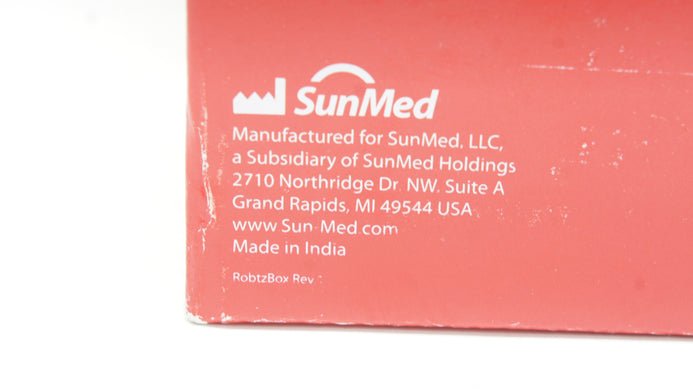 SunMed
Manufactured for SunMed, LLC,
a Subsidiary of SunMed Holdings
2710 Northridge Dr. NW. Suite A
Grand Rapids, MI 49544 USA
www.Sun-Med.com
Made in India
RobtzBox Rev